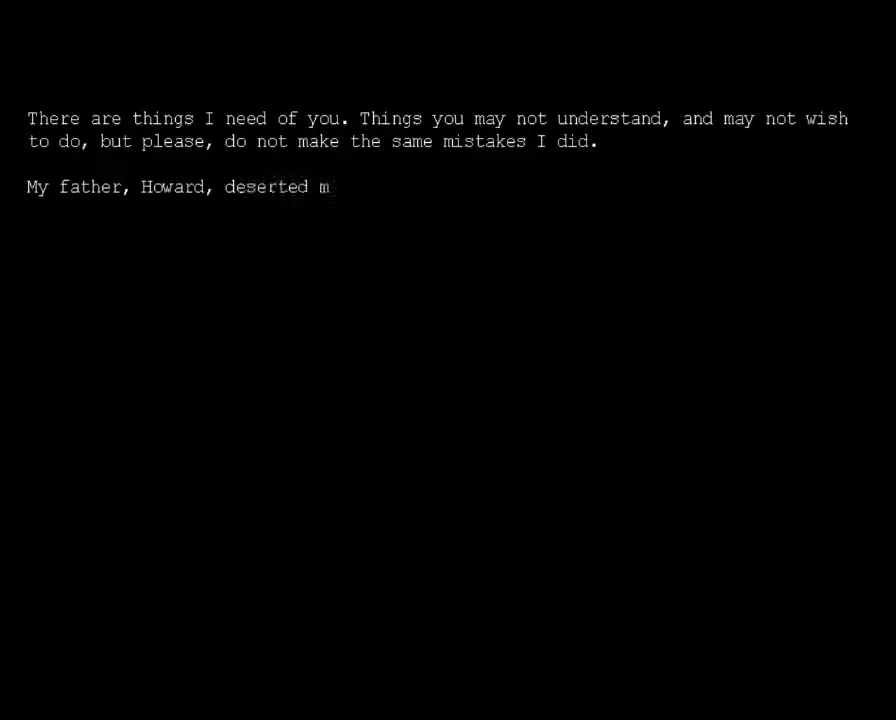 There are things I need of you. Things you may not understand, and may not wish
to do, but please, do not make the same mistakes I did.
My father, Howard, deserted m